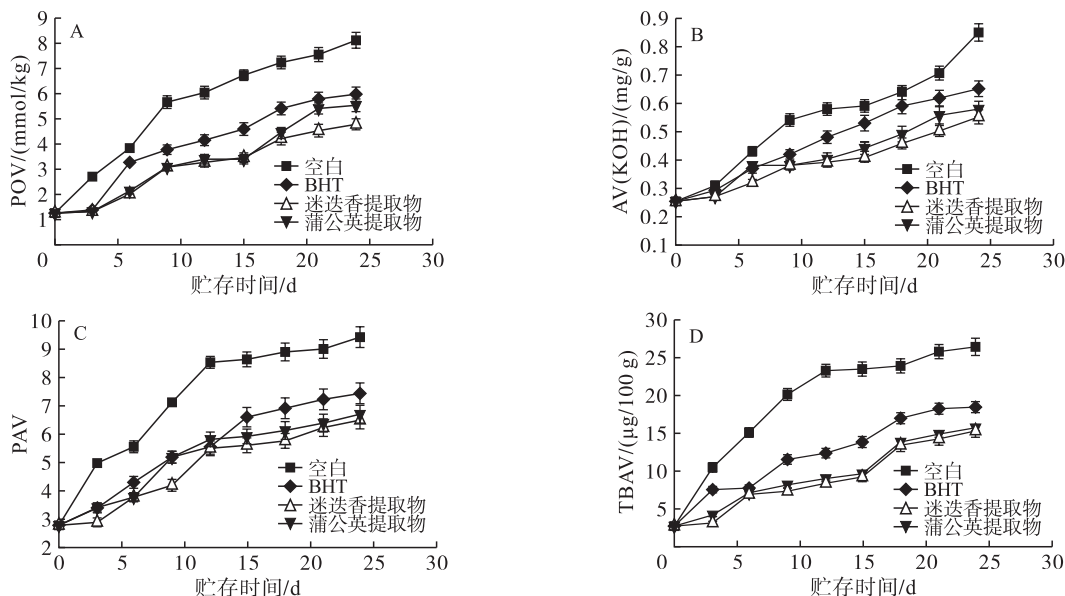 A
POV/(mmol/kg)
9
8
7
6
5
4
3
2
1
0
5
10
15
20
25
30
空白
BHT
迷迭香提取物
蒲公英提取物
贮存时间/d
B
AV(KOH)/(mg/g)
0.9
0.8
0.7
0.6
0.5
0.4
0.3
0.2
0.1
0
5
10
15
20
25
30
空白
BHT
迷迭香提取物
蒲公英提取物
贮存时间/d
C
PAV
10
9
8
7
6
5
4
3
2
0
5
10
15
20
25
30
空白
BHT
迷迭香提取物
蒲公英提取物
贮存时间/d
D
TBAV/(μg/100 g)
30
25
20
15
10
5
0
5
10
15
20
25
30
空白
BHT
迷迭香提取物
蒲公英提取物
贮存时间/d